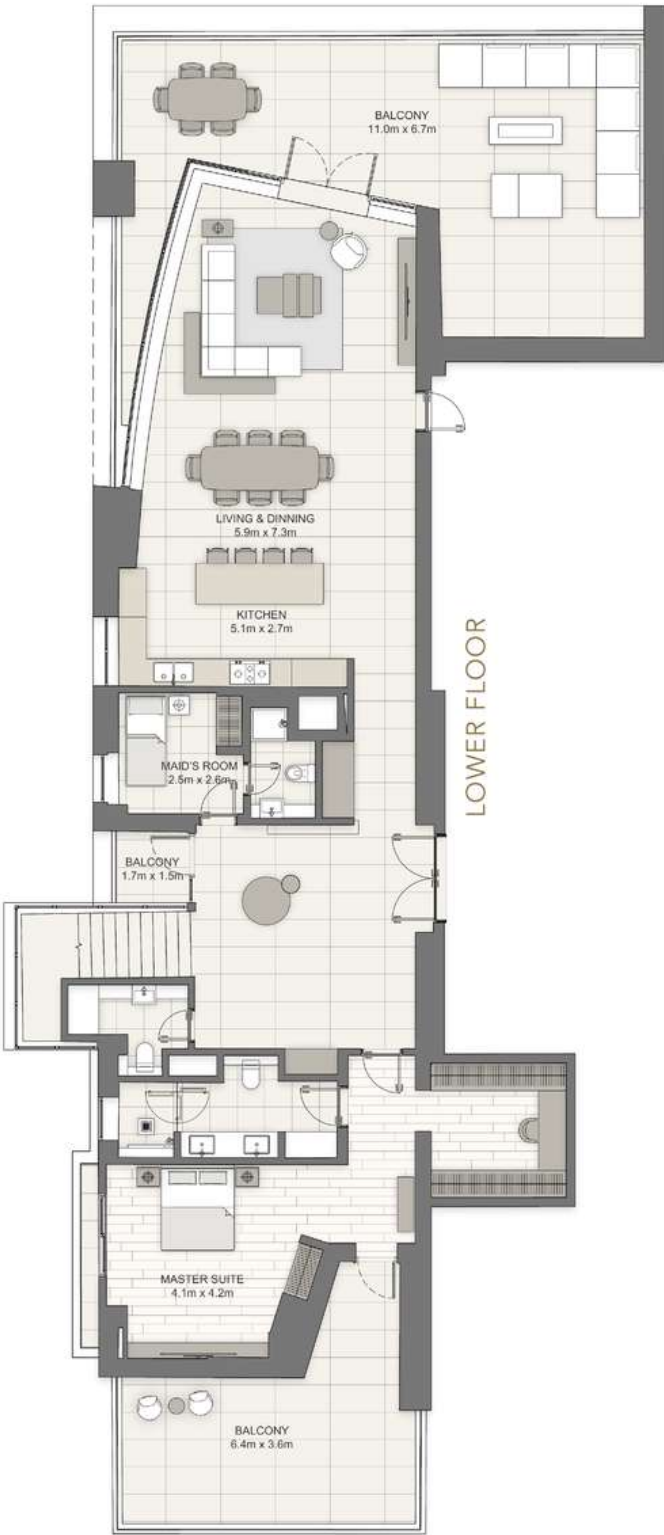 BALCONY
11.0m x 6.7m
LIVING & DINNING
5.9m x 7.3m
KITCHEN
5.1m x 2.7m
LOWER FLOOR
MAID'S ROOM
2.5m x 2.6m
BALCONY
1.7m x 1.5m
MASTER SUITE
4.1m x 4.2m
BALCONY
6.4m x 3.6m